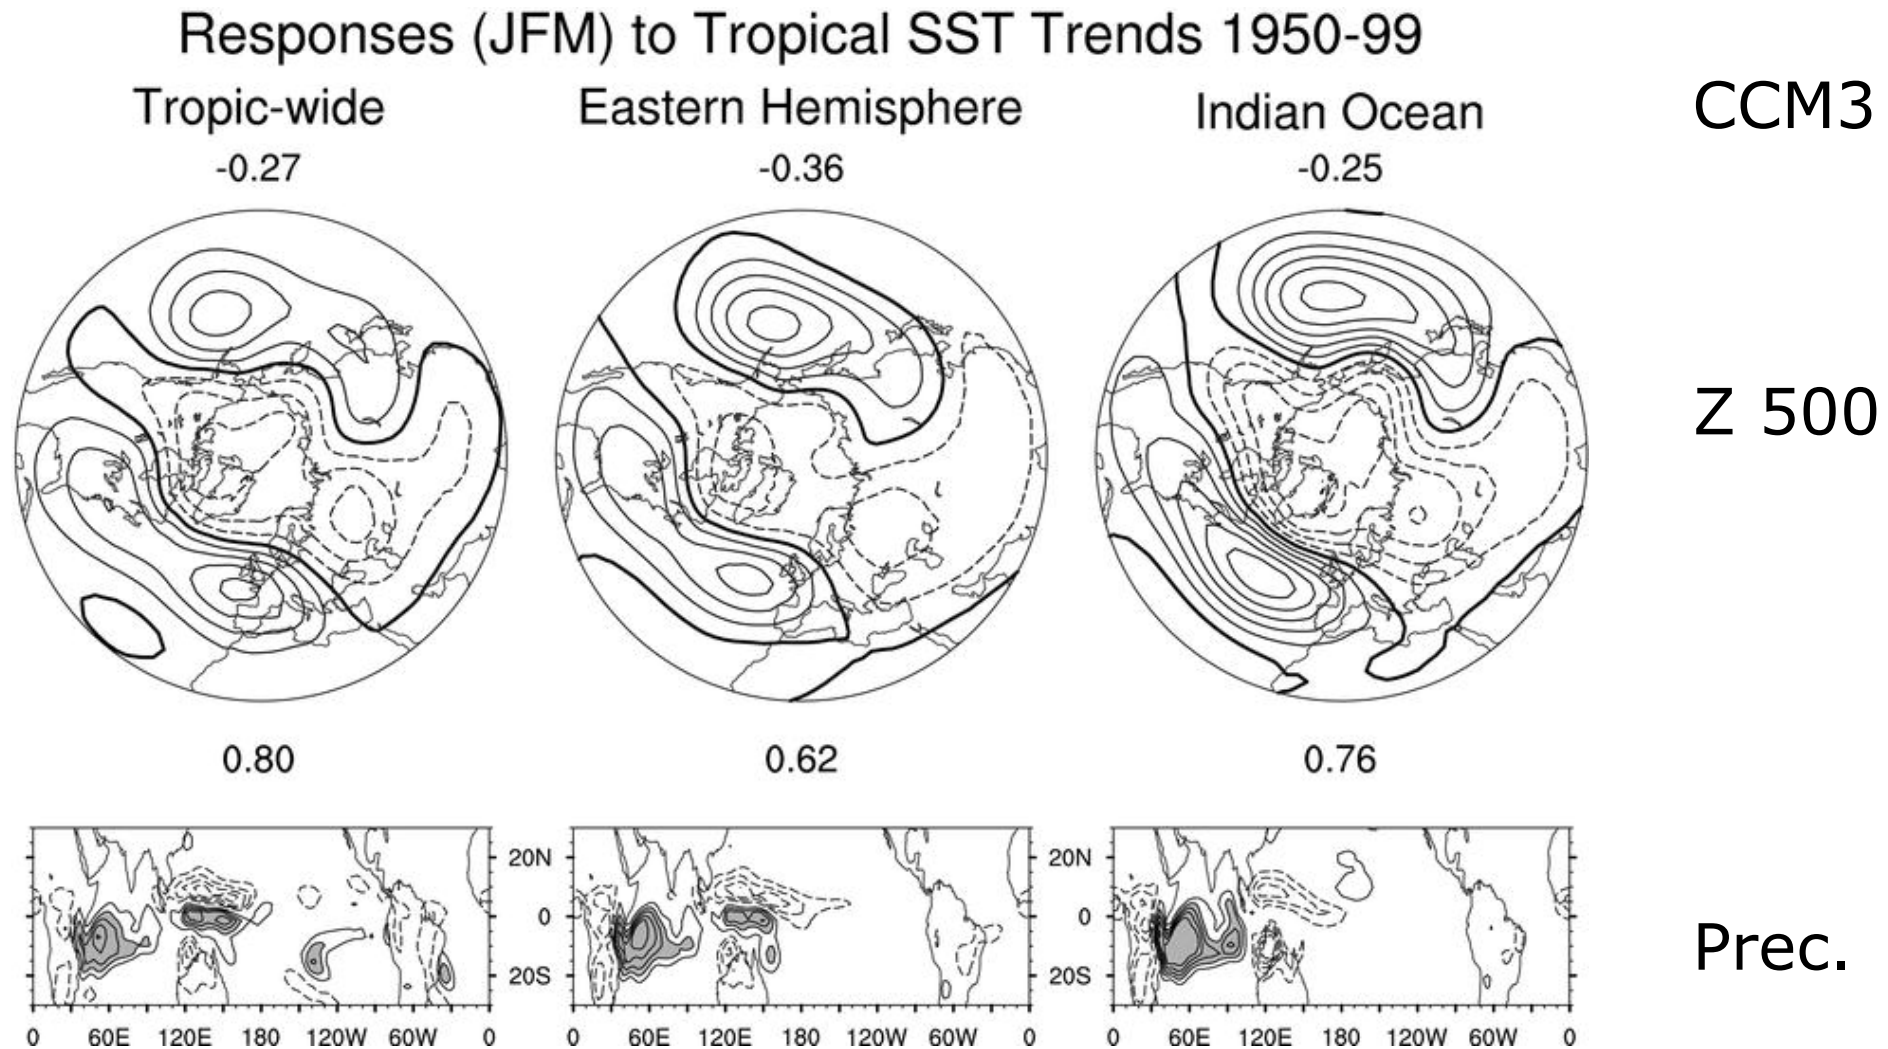 Responses (JFM) to Tropical SST Trends 1950-99
Tropic-wide Eastern Hemisphere Indian Ocean CCM3
-0.27 -0.36 -0.25
Z 500
0.80 0.62 0.76
20N 20N
0 0
20S 20S
Prec.
0 60E 120E 180 120W 60W 0 0 60E 120E 180 120W 60W 0 0 60E 120E 180 120W 60W 0